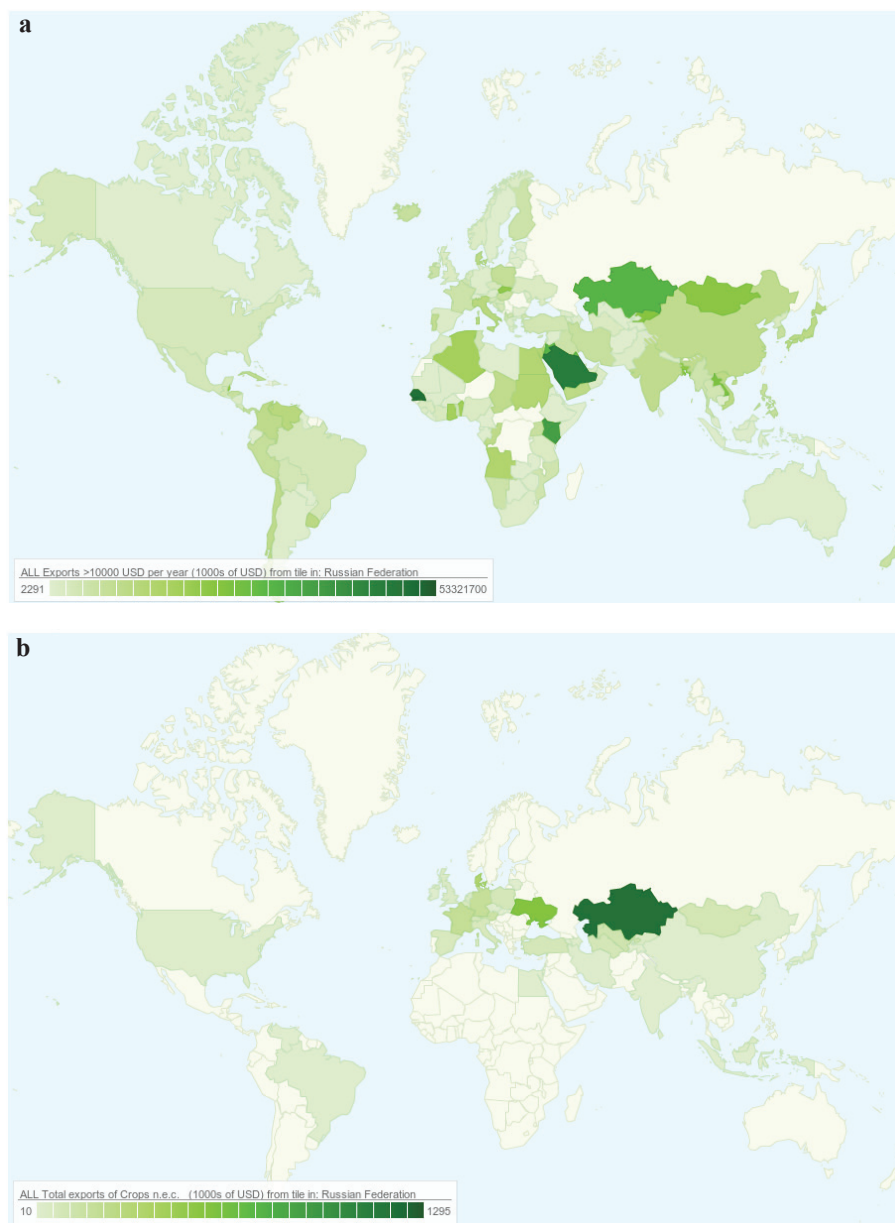 a
ALL Exports >10000 USD per year (1000s of USD) from tile in: Russian Federation
2291 53321700
b
ALL Total exports of Crops n.e.c. (1000s of USD) from tile in: Russian Federation
10 1295